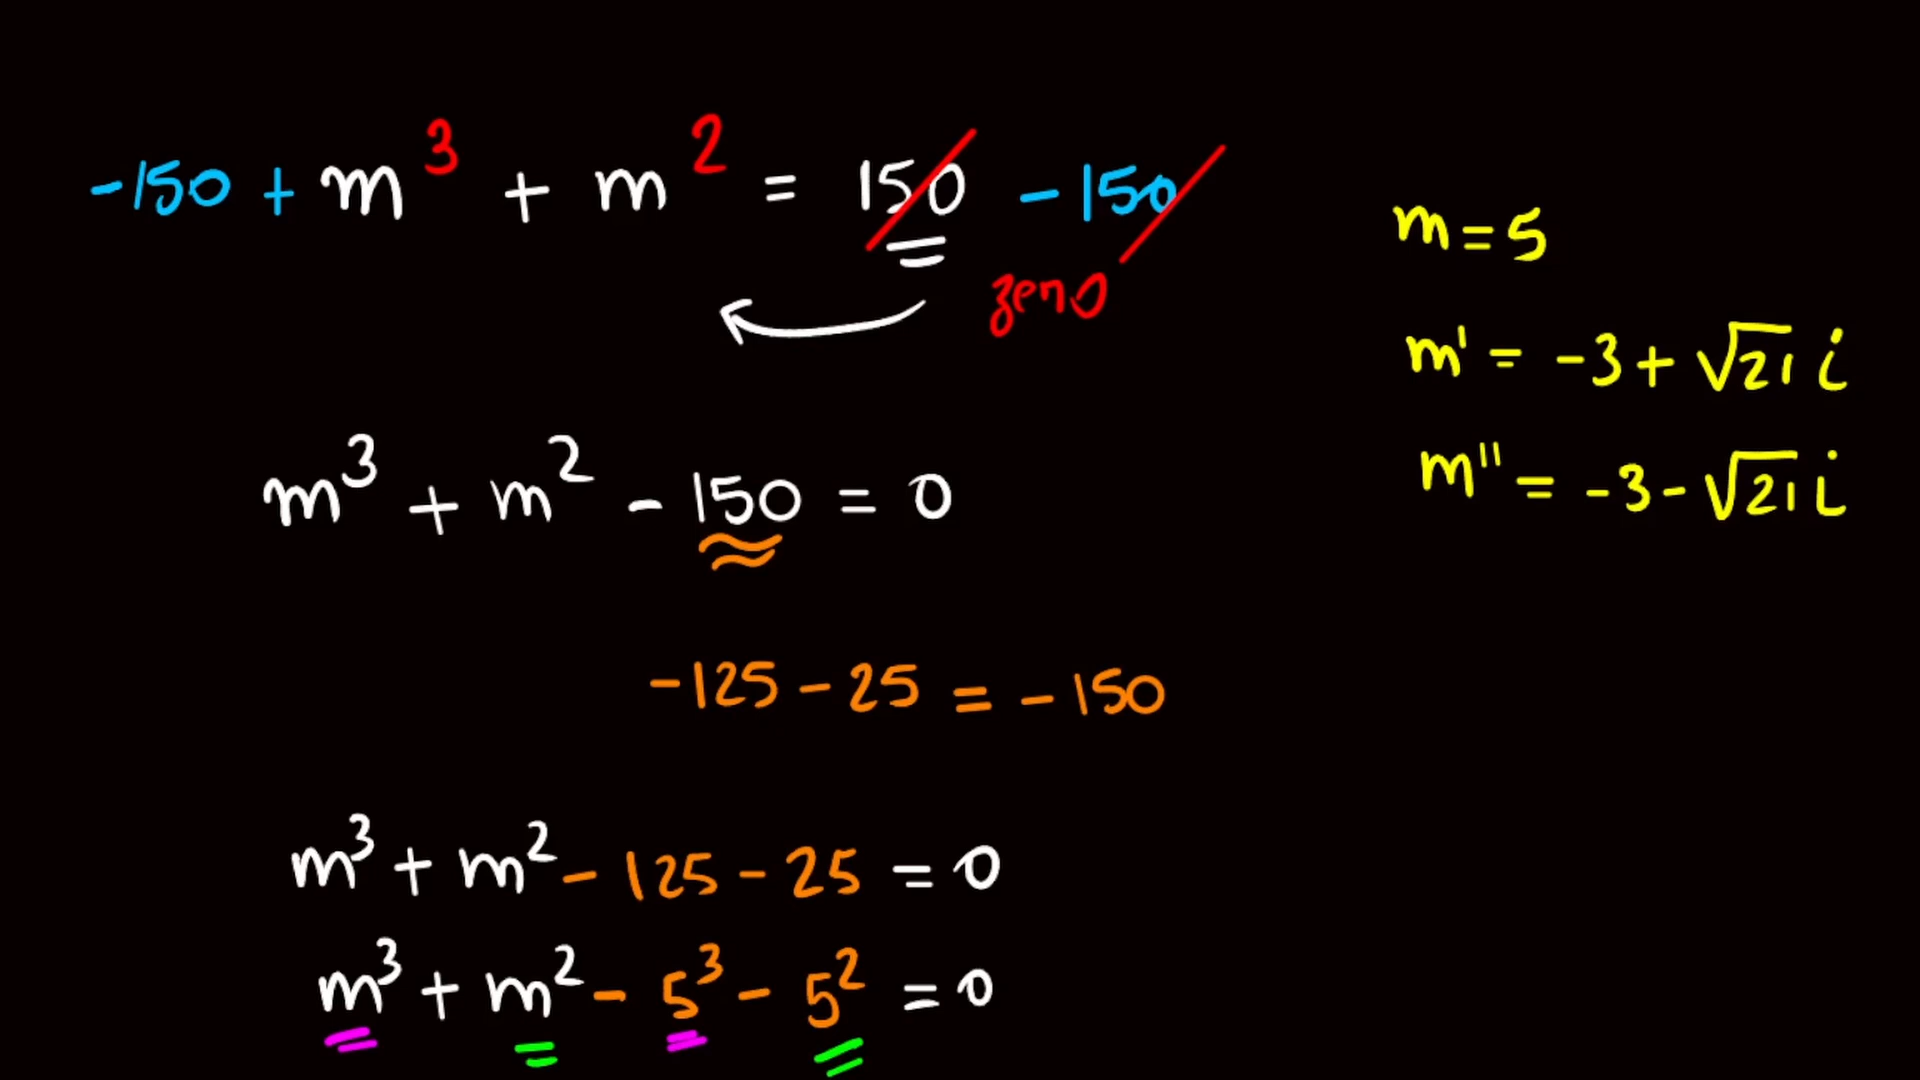 -150 + m³ + m² = 150 - 150
zero
m³ + m² - 150 = 0
-125 - 25 = -150
m³ + m² - 125 - 25 = 0
m³ + m² - 5³ - 5² = 0
m = 5
m' = -3 + √21 i
m'' = -3 - √21 i